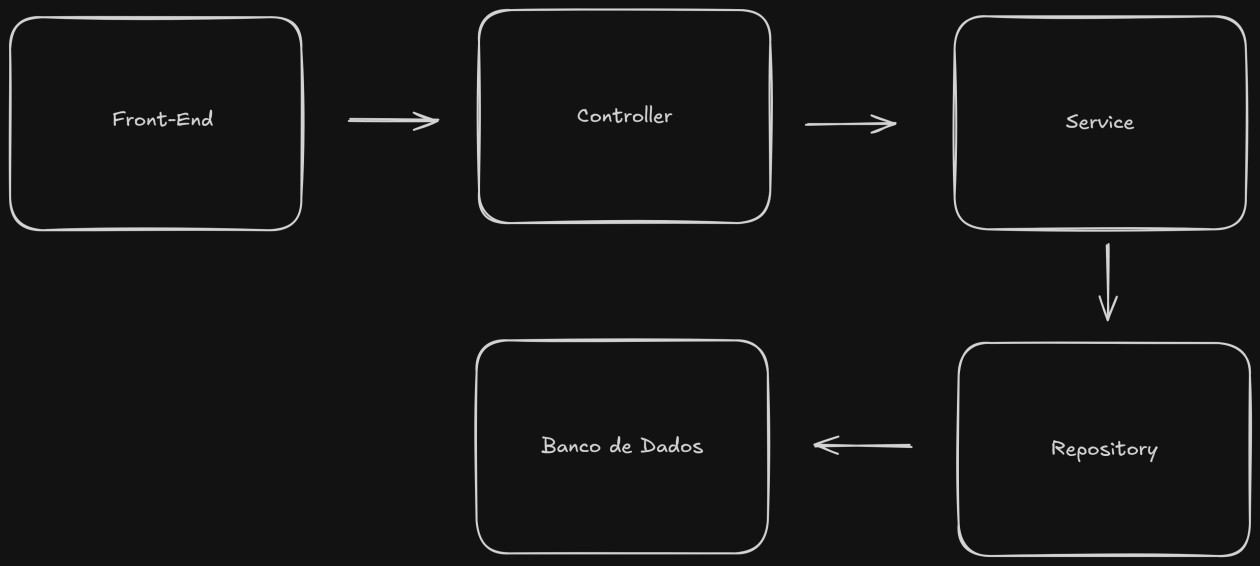 Front-End
Controller
Service
Banco de Dados
Repository